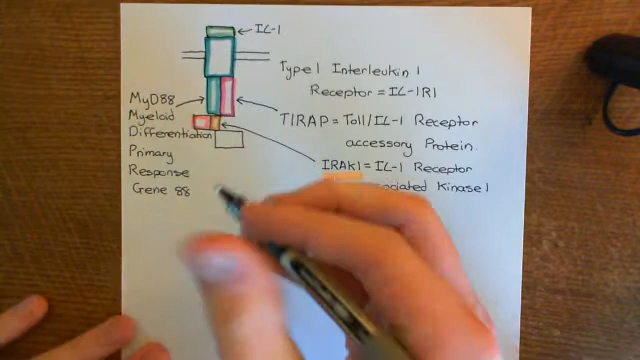 IL-1
Type 1 Interleukin 1
Receptor = IL-1R1
MyD88
Myeloid
Differentiation
Primary
Response
Gene 88
TIRAP = Toll/IL-1 Receptor
accessory Protein.
IRAK1 = IL-1 Receptor
Kinase 1